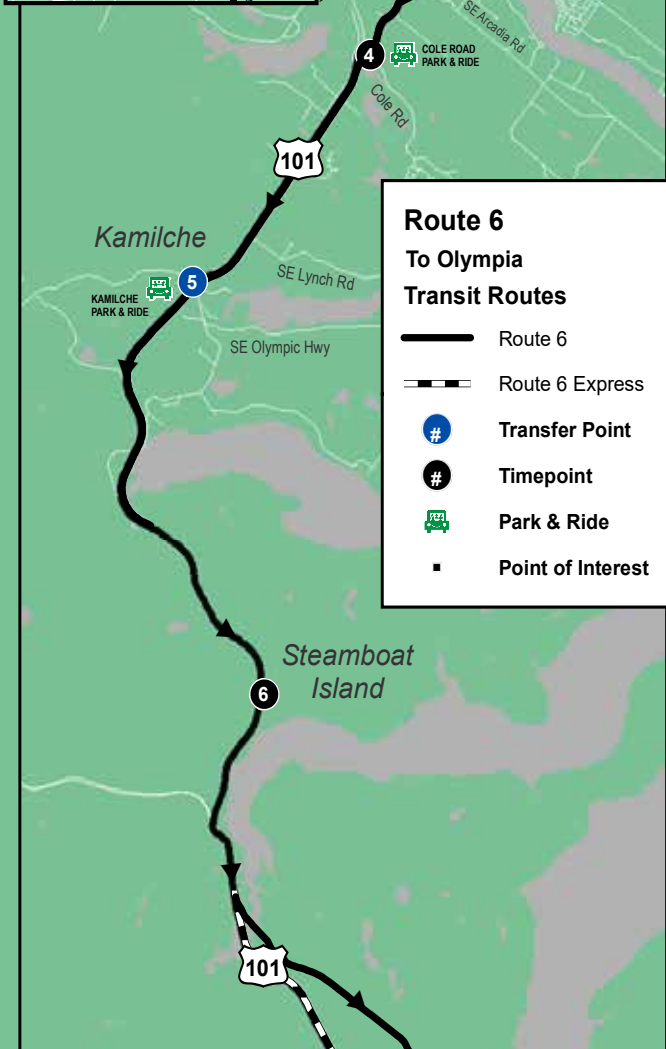 SE Arcadia Rd
4
COLE ROAD
PARK & RIDE
Cole Rd
101
Kamilche
5
KAMILCHE
PARK & RIDE
SE Lynch Rd
SE Olympic Hwy
Route 6
To Olympia
Transit Routes
Route 6
Route 6 Express
# Transfer Point
# Timepoint
Park & Ride
Point of Interest
Steamboat
Island
6
101